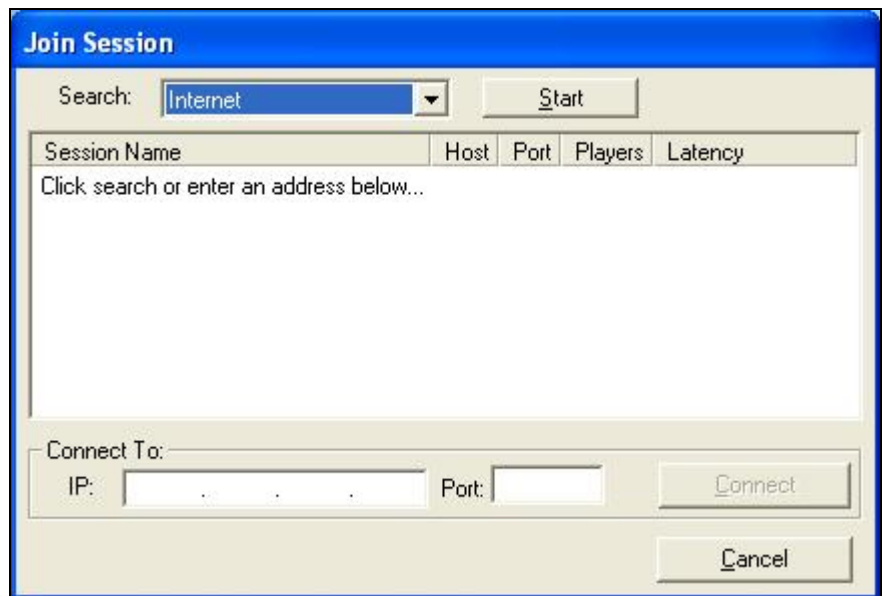 Join Session
Search: Internet Start
Session Name Host Port Players Latency
Click search or enter an address below...
Connect To:
IP: . . . Port: Connect
Cancel